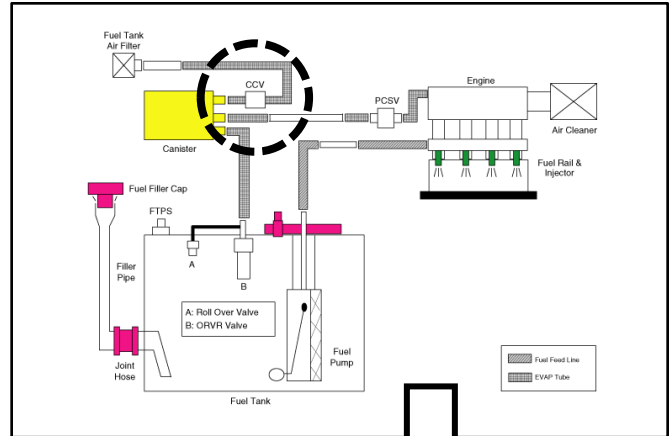 Fuel Tank
Air Filter
CCV
Engine
PCSV
Air Cleaner
Canister
Fuel Rail &
Injector
Fuel Filler Cap
FTPS
A
B
Filler
Pipe
A: Roll Over Valve
B: ORVR Valve
Fuel
Pump
Joint
Hose
Fuel Tank
Fuel Feed Line
EVAP Tube